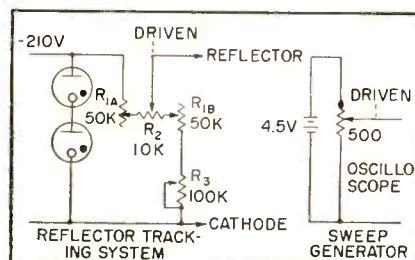 DRIVEN
-210V
REFLECTOR
R1A
50K
R2
10K
R1B
50K
R3
100K
CATHODE
REFLECTOR TRACK-
ING SYSTEM
4.5V
DRIVEN
500
OSCILLO
SCOPE
SWEEP
GENERATOR